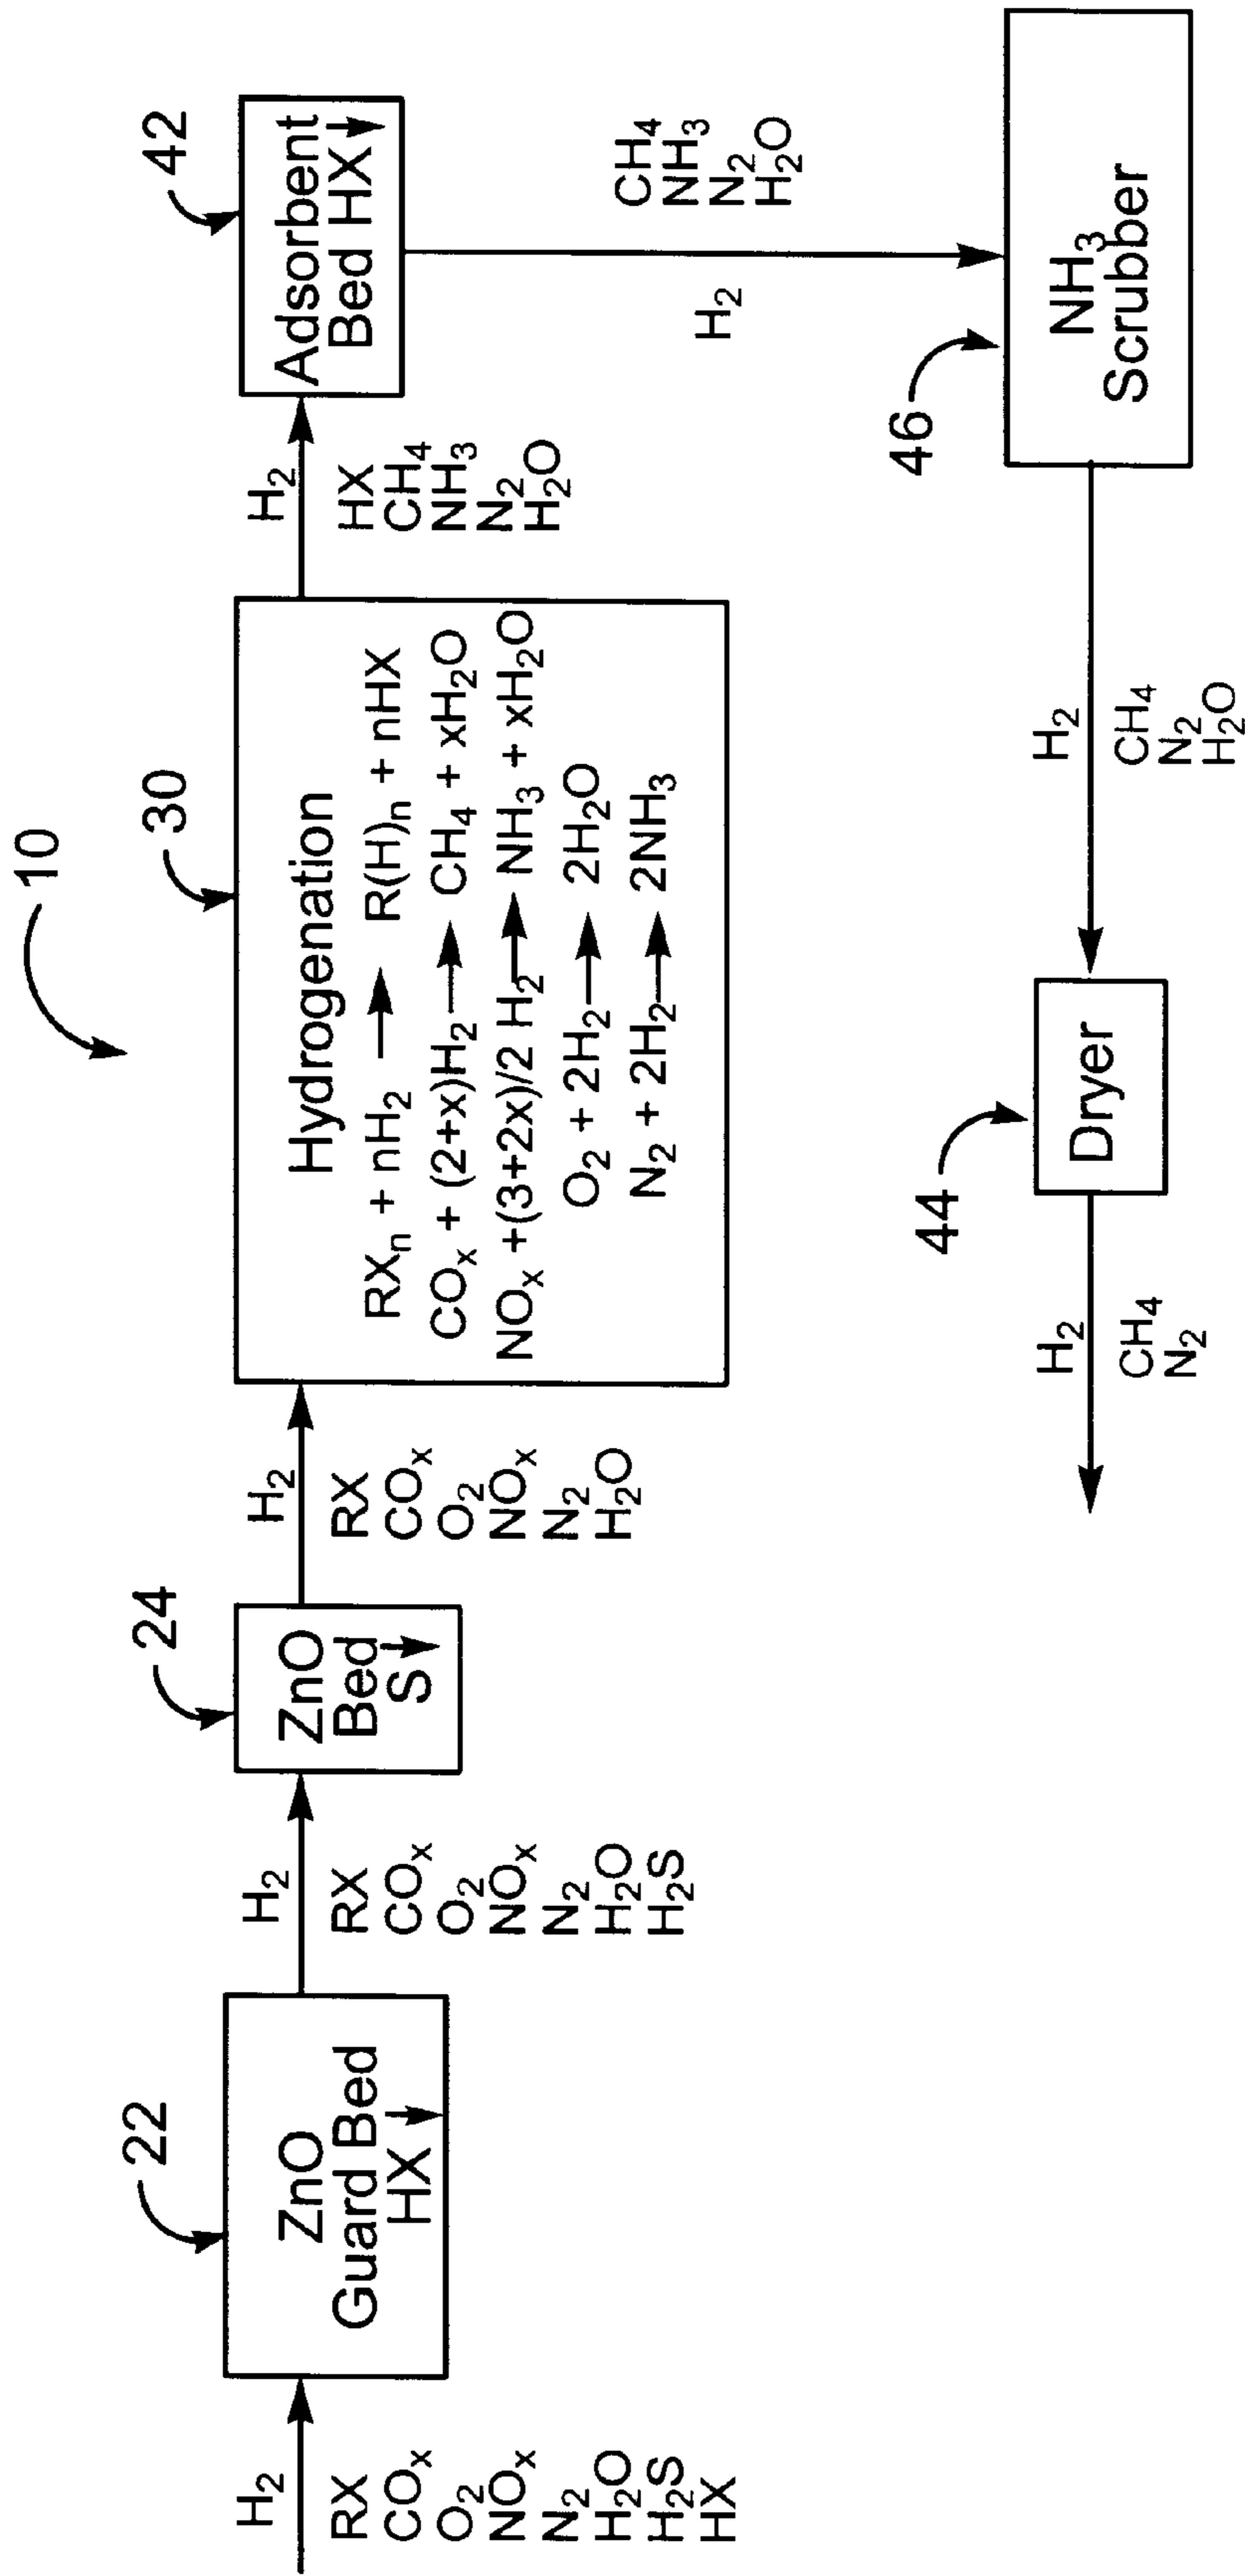 10
22
ZnO
Guard Bed
HX ↓
H₂
RX
COₓ
O₂
NOₓ
N₂
H₂O
H₂S
HX
24
ZnO
Bed
S ↓
H₂
RX
COₓ
O₂
NOₓ
N₂
H₂O
H₂S
30
Hydrogenation
RXₙ + nH₂ → R(H)ₙ + nHX
COₓ + (2+x)H₂ → CH₄ + xH₂O
NOₓ +(3+2x)/2 H₂ → NH₃ + xH₂O
O₂ + 2H₂ → 2H₂O
N₂ + 2H₂ → 2NH₃
H₂
RX
COₓ
O₂
NOₓ
N₂
H₂O
42
Adsorbent
Bed HX ↓
H₂
HX
CH₄
NH₃
N₂
H₂O
H₂
CH₄
NH₃
N₂
H₂O
46
NH₃
Scrubber
H₂
CH₄
N₂
H₂O
44
Dryer
H₂
CH₄
N₂